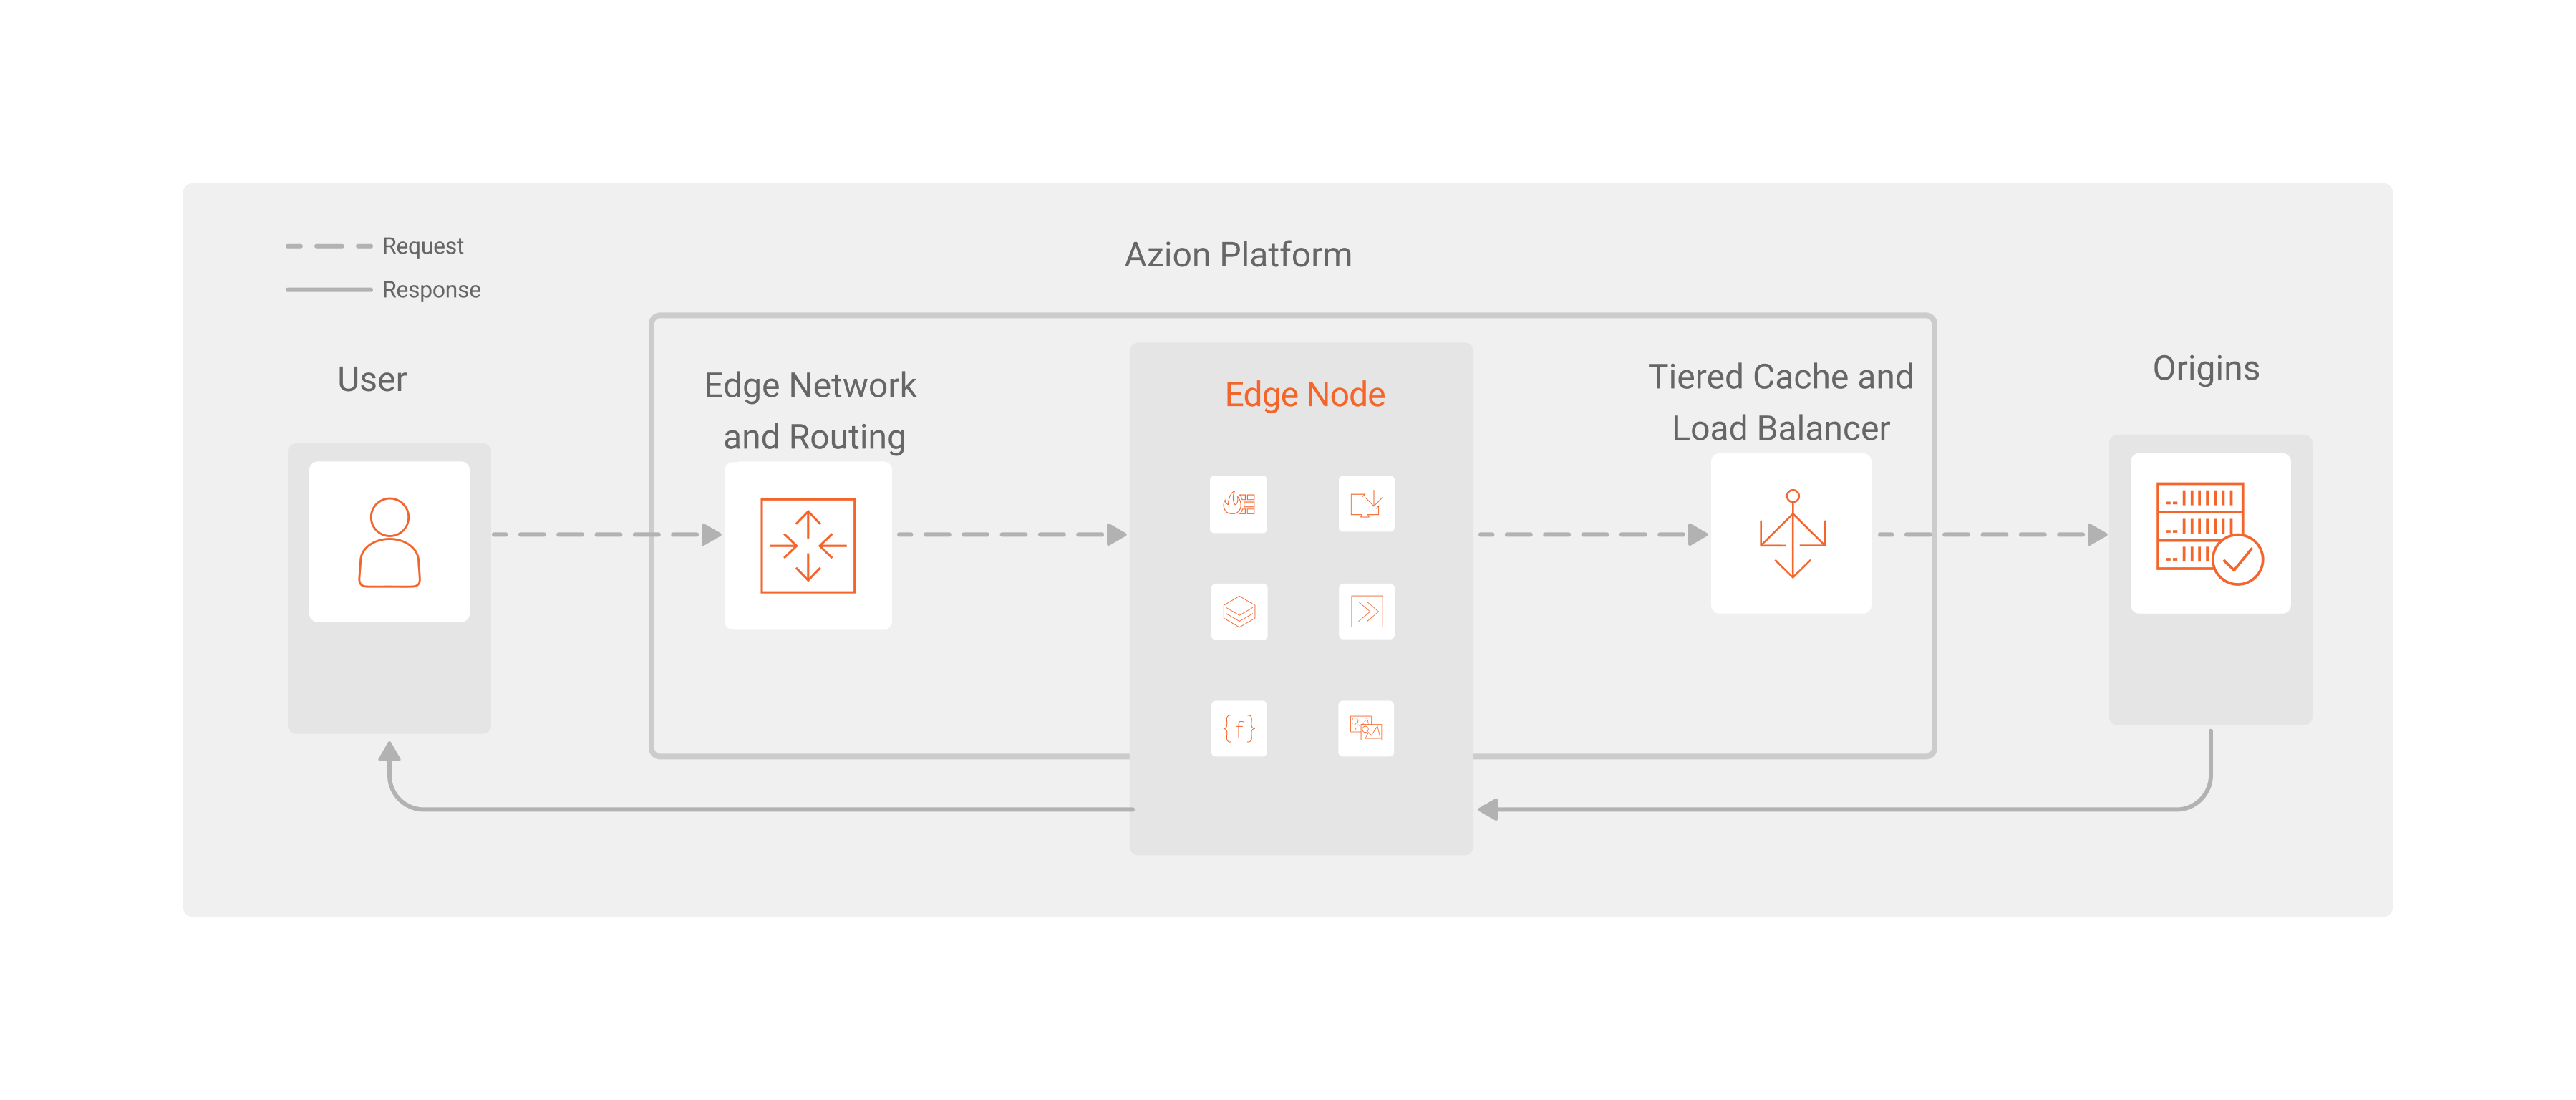 Request
Response
Azion Platform
User
Edge Network
and Routing
Edge Node
Tiered Cache and
Load Balancer
Origins
{f}